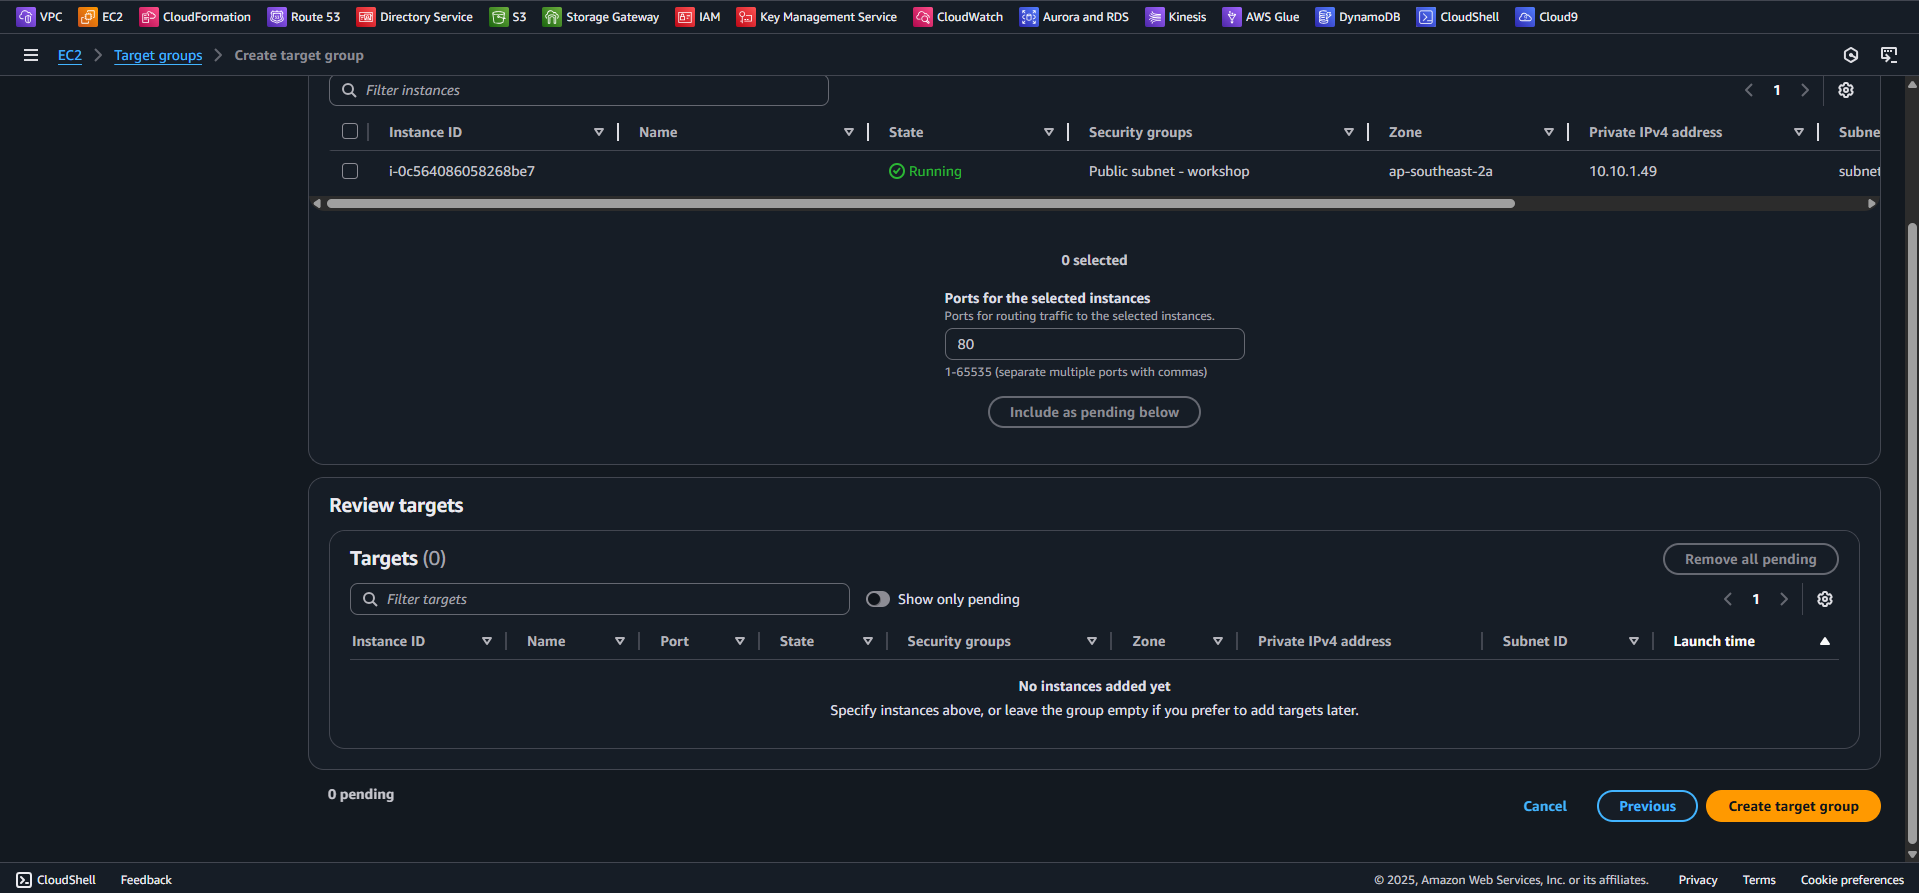 VPC EC2 CloudFormation Route 53 Directory Service S3 Storage Gateway IAM Key Management Service CloudWatch Aurora and RDS Kinesis AWS Glue DynamoDB CloudShell Cloud9
EC2 Target groups Create target group
Filter instances 1
Instance ID Name State Security groups Zone Private IPv4 address Subne
i-0c564086058268be7 Running Public subnet - workshop ap-southeast-2a 10.10.1.49 subnet
0 selected
Ports for the selected instances
Ports for routing traffic to the selected instances.
80
1-65535 (separate multiple ports with commas)
Include as pending below
Review targets
Targets (0) Remove all pending
Filter targets Show only pending 1
Instance ID Name Port State Security groups Zone Private IPv4 address Subnet ID Launch time
No instances added yet
Specify instances above, or leave the group empty if you prefer to add targets later.
0 pending
Cancel Previous Create target group
CloudShell Feedback © 2025, Amazon Web Services, Inc. or its affiliates. Privacy Terms Cookie preferences